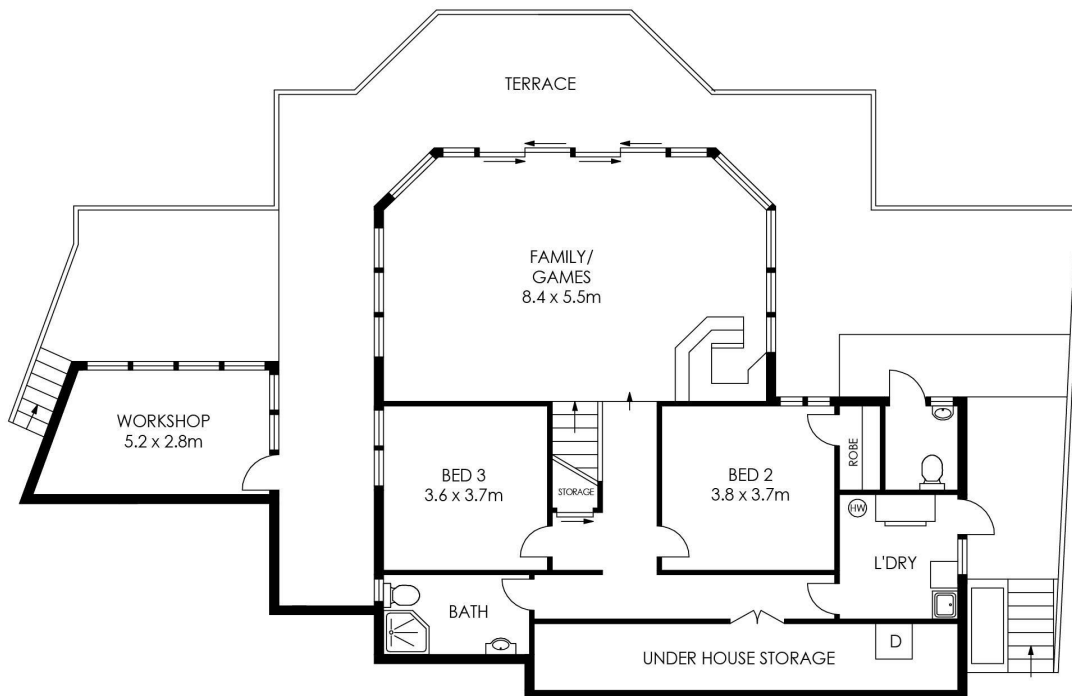 TERRACE
FAMILY/
GAMES
8.4 x 5.5m
WORKSHOP
5.2 x 2.8m
BED 3
3.6 x 3.7m
STORAGE
BED 2
3.8 x 3.7m
ROBE
HW
L'DRY
BATH
UNDER HOUSE STORAGE
D